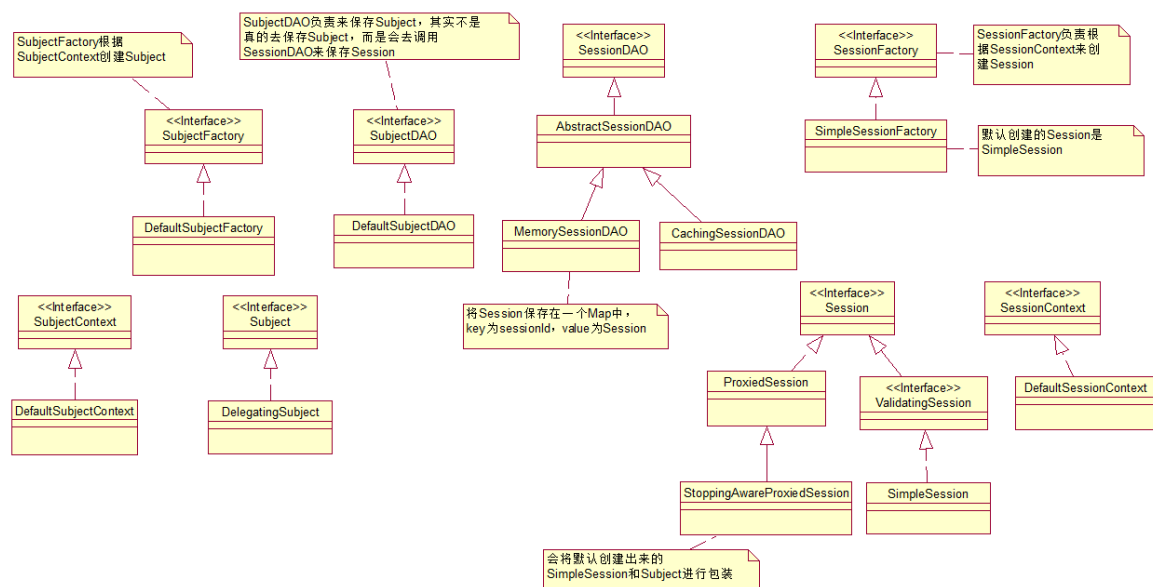 SubjectFactory根据
SubjectContext创建Subject
SubjectDAO负责来保存Subject，其实不是
真的去保存Subject，而是会去调用
SessionDAO来保存Session
<<Interface>>
SessionDAO
<<Interface>>
SessionFactory
SessionFactory负责根
据SessionContext来创
建Session
<<Interface>>
SubjectFactory
<<Interface>>
SubjectDAO
AbstractSessionDAO
SimpleSessionFactory
默认创建的Session是
SimpleSession
DefaultSubjectFactory
DefaultSubjectDAO
MemorySessionDAO
CachingSessionDAO
<<Interface>>
SubjectContext
<<Interface>>
Subject
将Session保存在一个Map中，
key为sessionId，value为Session
<<Interface>>
Session
<<Interface>>
SessionContext
DefaultSubjectContext
DelegatingSubject
ProxiedSession
<<Interface>>
ValidatingSession
DefaultSessionContext
StoppingAwareProxiedSession
SimpleSession
会将默认创建出来的
SimpleSession和Subject进行包装